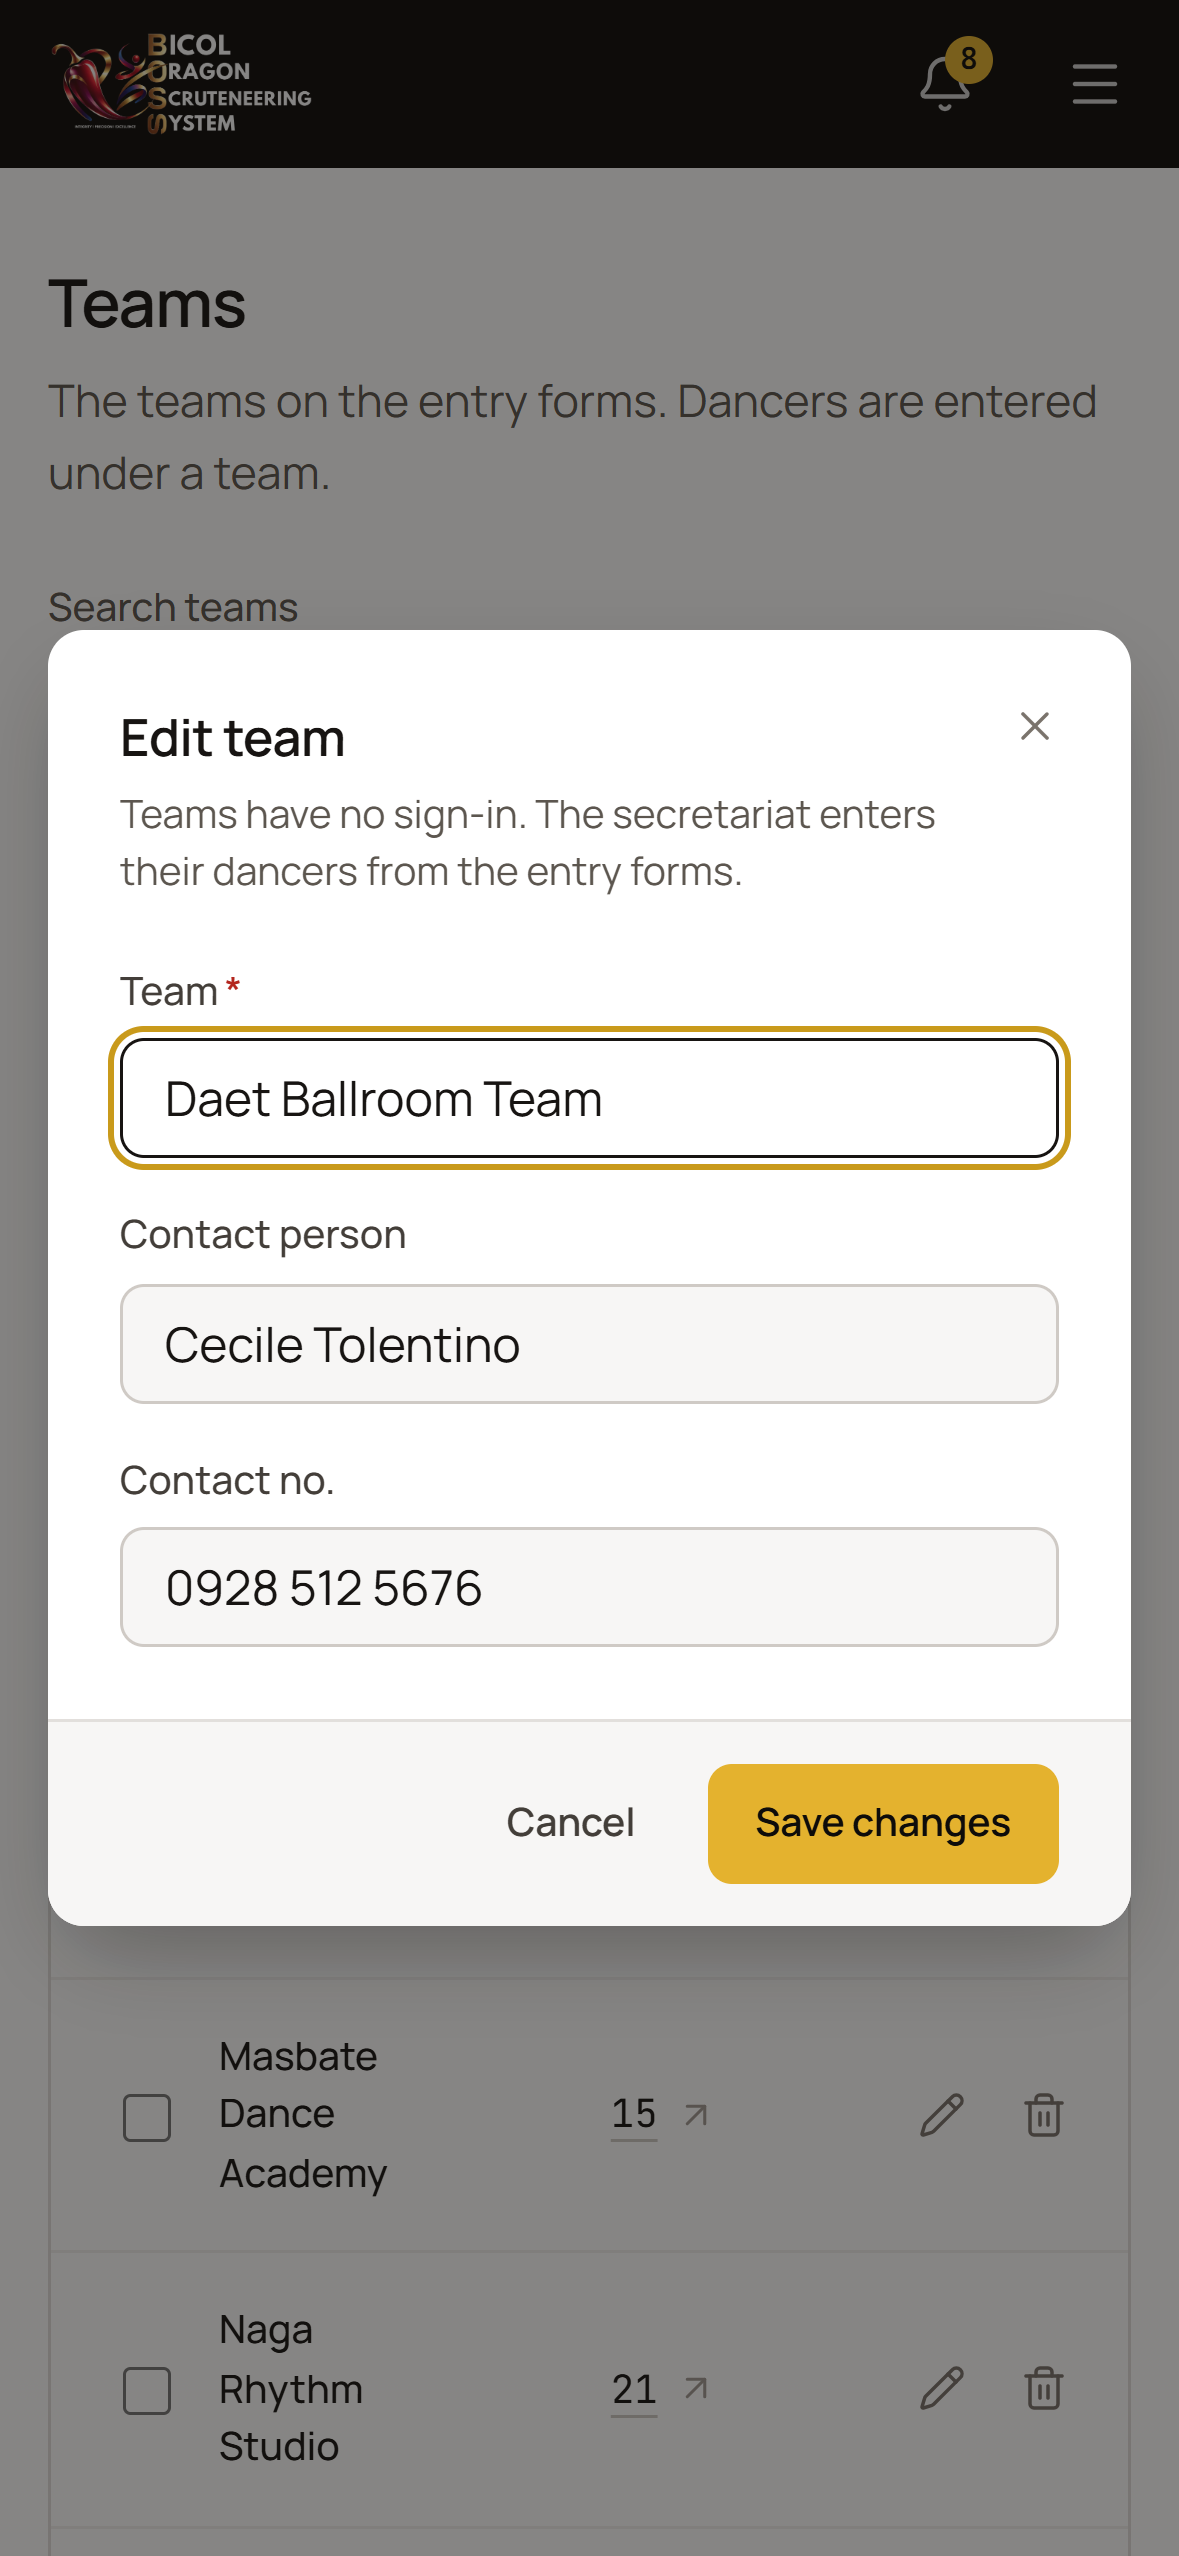 BICOL
ORAGON
SCRUTENEERING
SYSTEM
8
Teams
The teams on the entry forms. Dancers are entered
under a team.
Search teams
Edit team
Teams have no sign-in. The secretariat enters
their dancers from the entry forms.
Team *
Daet Ballroom Team
Contact person
Cecile Tolentino
Contact no.
0928 512 5676
Cancel
Save changes
Masbate
Dance
Academy
15
Naga
Rhythm
Studio
21